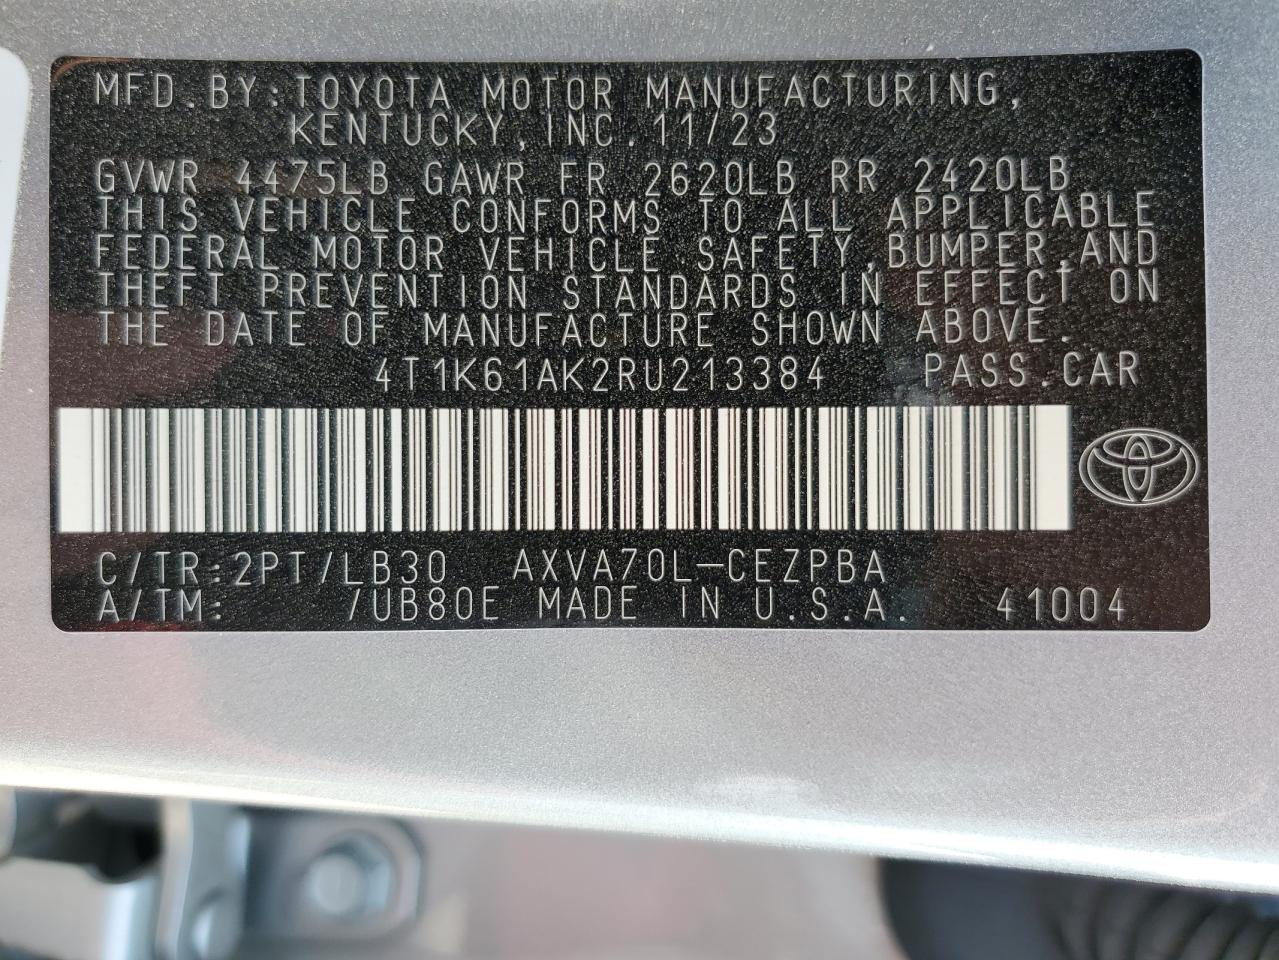 MFD.BY:TOYOTA MOTOR MANUFACTURING,
KENTUCKY, INC. 11/23
GVWR 4475LB GAWR FR 2620LB RR 2420LB
THIS VEHICLE CONFORMS TO ALL APPLICABLE
FEDERAL MOTOR VEHICLE SAFETY,BUMPER,AND
THEFT PREVENTION STANDARDS IN EFFECT ON
THE DATE OF MANUFACTURE SHOWN ABOVE.
4T1K61AK2RU213384 PASS.CAR
C/TR:2PT/LB30 AXVA70L-CEZPBA
A/TM: /UB80E MADE IN U.S.A. 41004